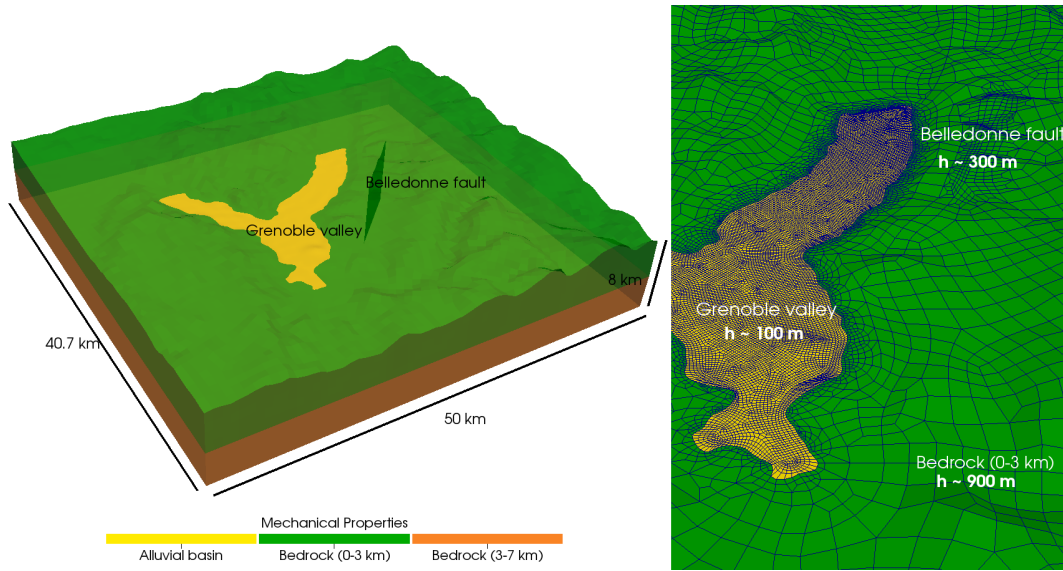 Belledonne fault
Grenoble valley
8 km
40.7 km
50 km
Mechanical Properties
Alluvial basin
Bedrock (0-3 km)
Bedrock (3-7 km)
Belledonne fault
h ~ 300 m
Grenoble valley
h ~ 100 m
Bedrock (0-3 km)
h ~ 900 m